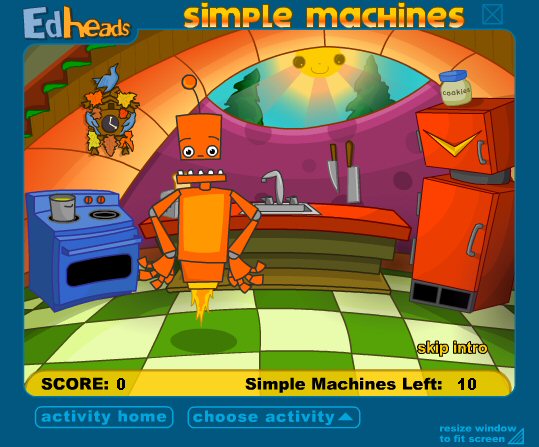 Edheads
simple machines
cookies
skip intro
SCORE: 0
Simple Machines Left: 10
activity home
choose activity
resize window
to fit screen